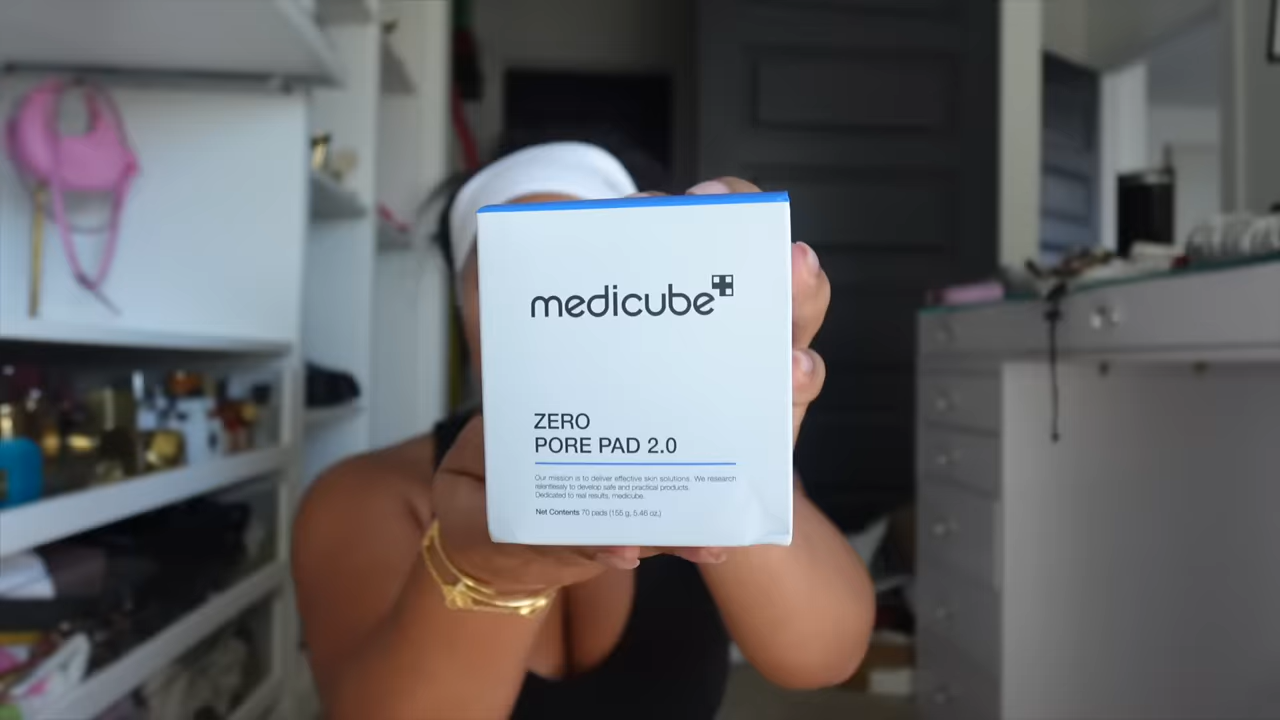 medicube
ZERO
PORE PAD 2.0
Our mission is to deliver effective skin solutions. We research
relentlessly to develop safe and practical products.
Dedicated to real results, medicube.
Net Contents 70 pads (155 g, 5.46 oz.)